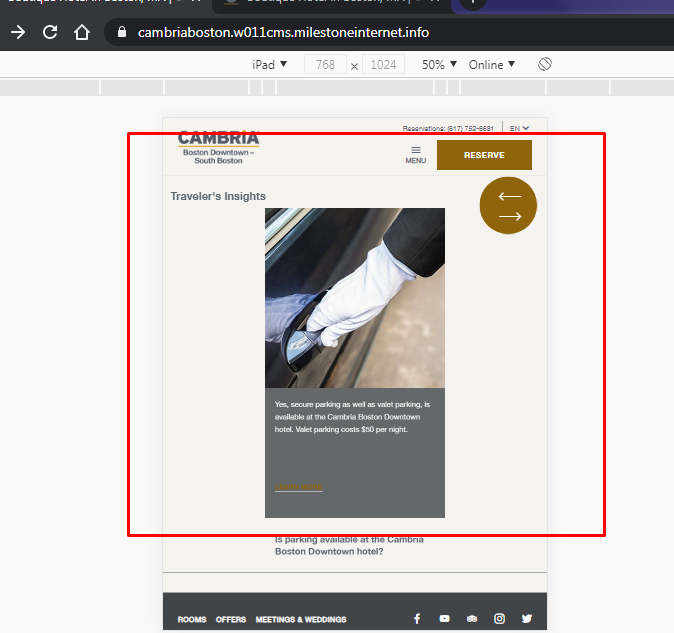 cambriaboston.w011cms.milestoneinternet.info
iPad ▼ 768 × 1024 50% ▼ Online ▼
Reservations: (617) 752-6681 EN
CAMBRIA
Boston Downtown –
South Boston
MENU
RESERVE
Traveler's Insights
Yes, secure parking as well as valet parking, is
available at the Cambria Boston Downtown
hotel. Valet parking costs $50 per night.
Is parking available at the Cambria
Boston Downtown hotel?
ROOMS OFFERS MEETINGS & WEDDINGS